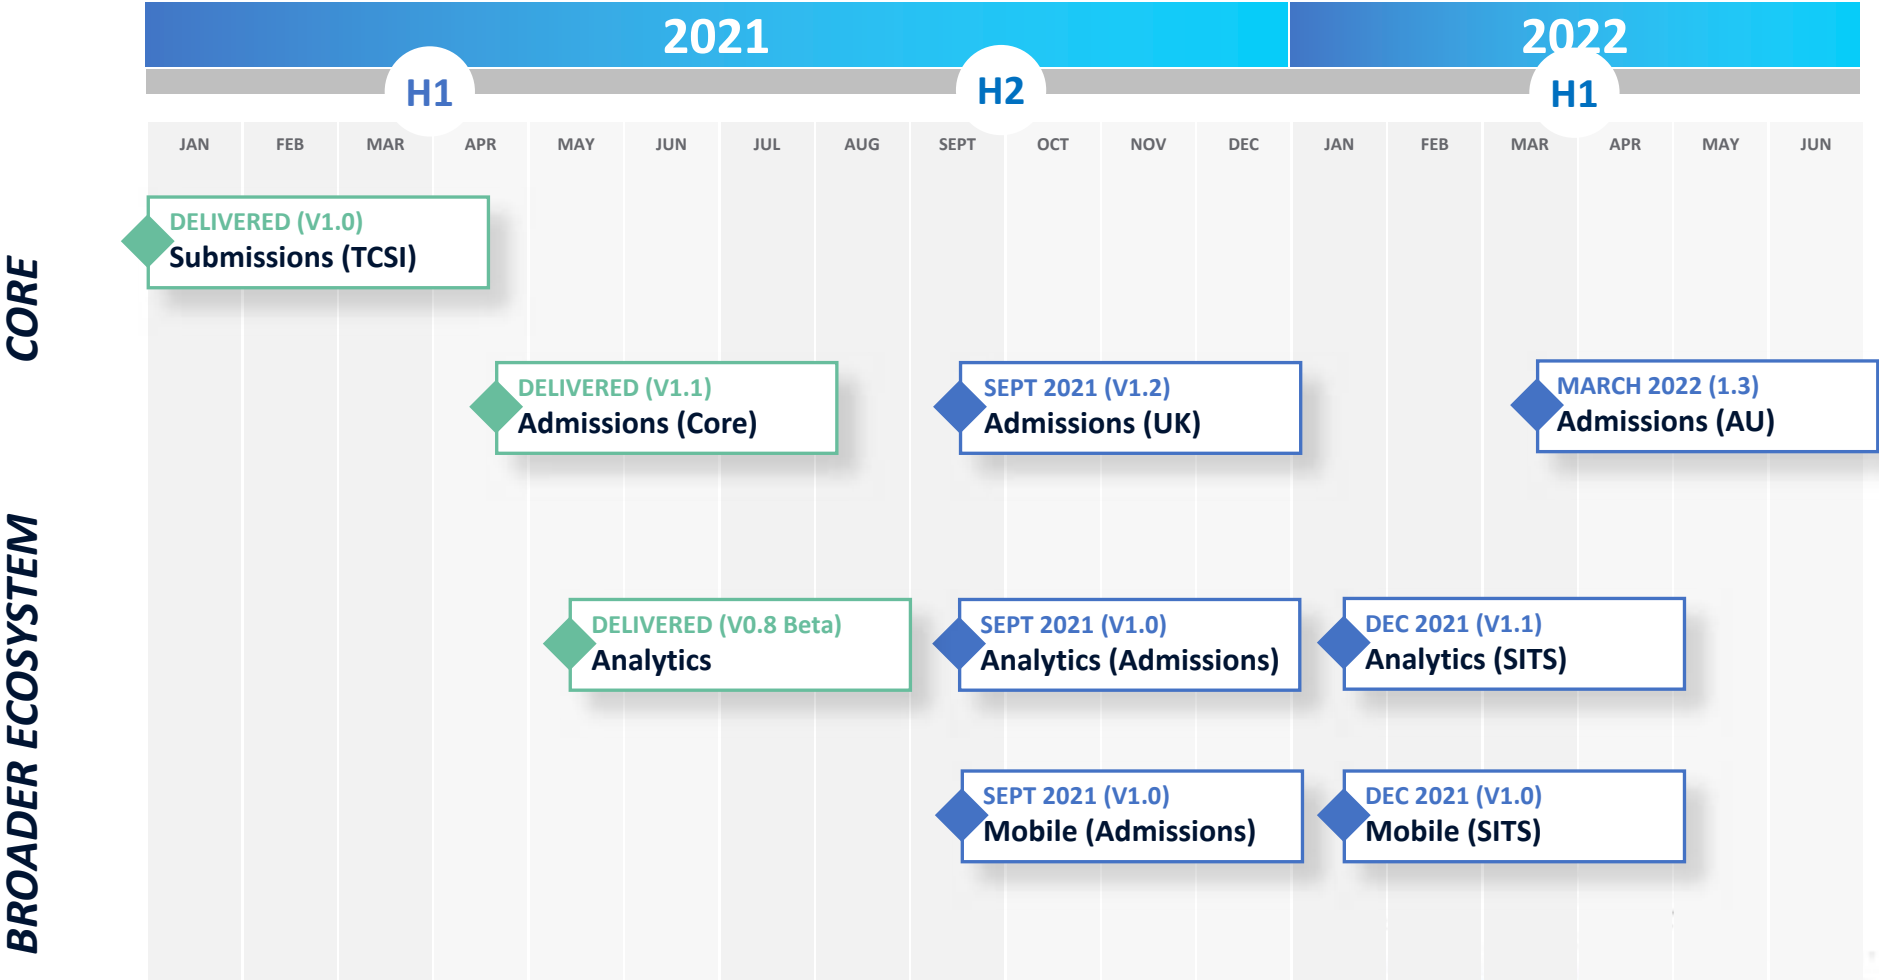 2021
2022
H1
H2
H1
JAN FEB MAR APR MAY JUN JUL AUG SEPT OCT NOV DEC JAN FEB MAR APR MAY JUN
CORE
DELIVERED (V1.0)
Submissions (TCSI)
DELIVERED (V1.1)
Admissions (Core)
SEPT 2021 (V1.2)
Admissions (UK)
MARCH 2022 (1.3)
Admissions (AU)
BROADER ECOSYSTEM
DELIVERED (V0.8 Beta)
Analytics
SEPT 2021 (V1.0)
Analytics (Admissions)
DEC 2021 (V1.1)
Analytics (SITS)
SEPT 2021 (V1.0)
Mobile (Admissions)
DEC 2021 (V1.0)
Mobile (SITS)